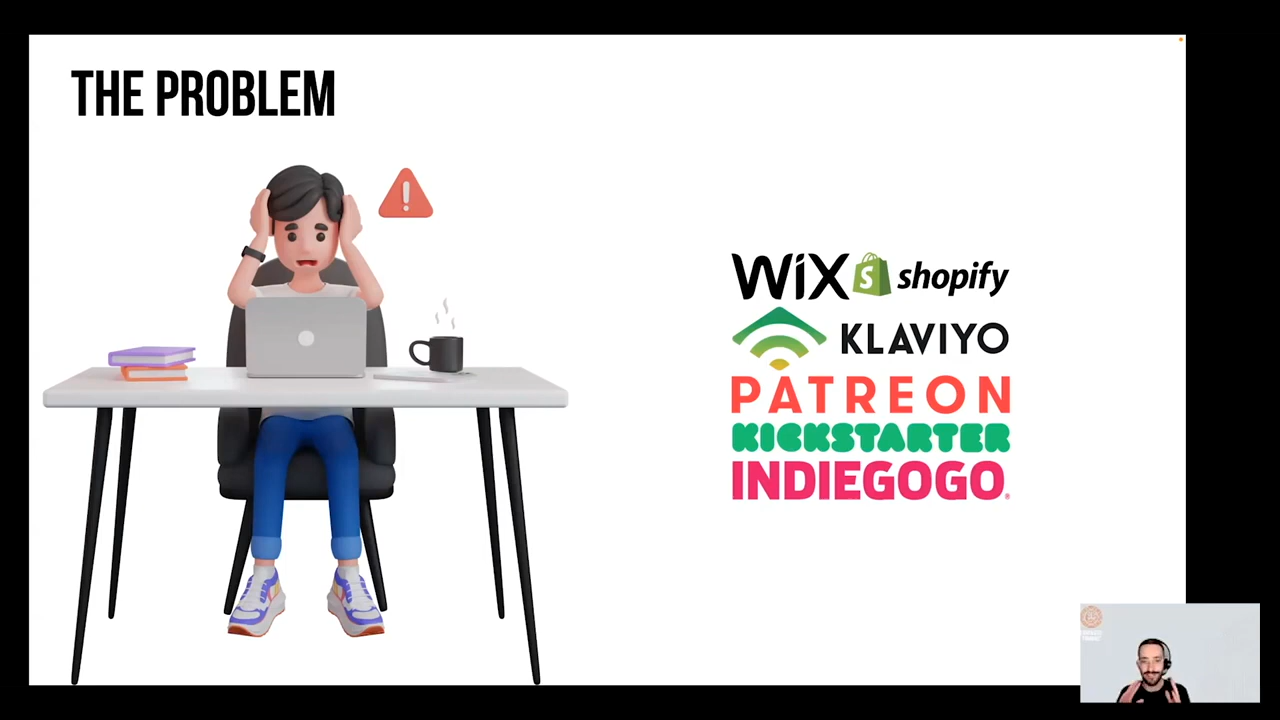 THE PROBLEM
WiX shopify
KLAVIYO
PATREON
KICKSTARTER
INDIEGOGO